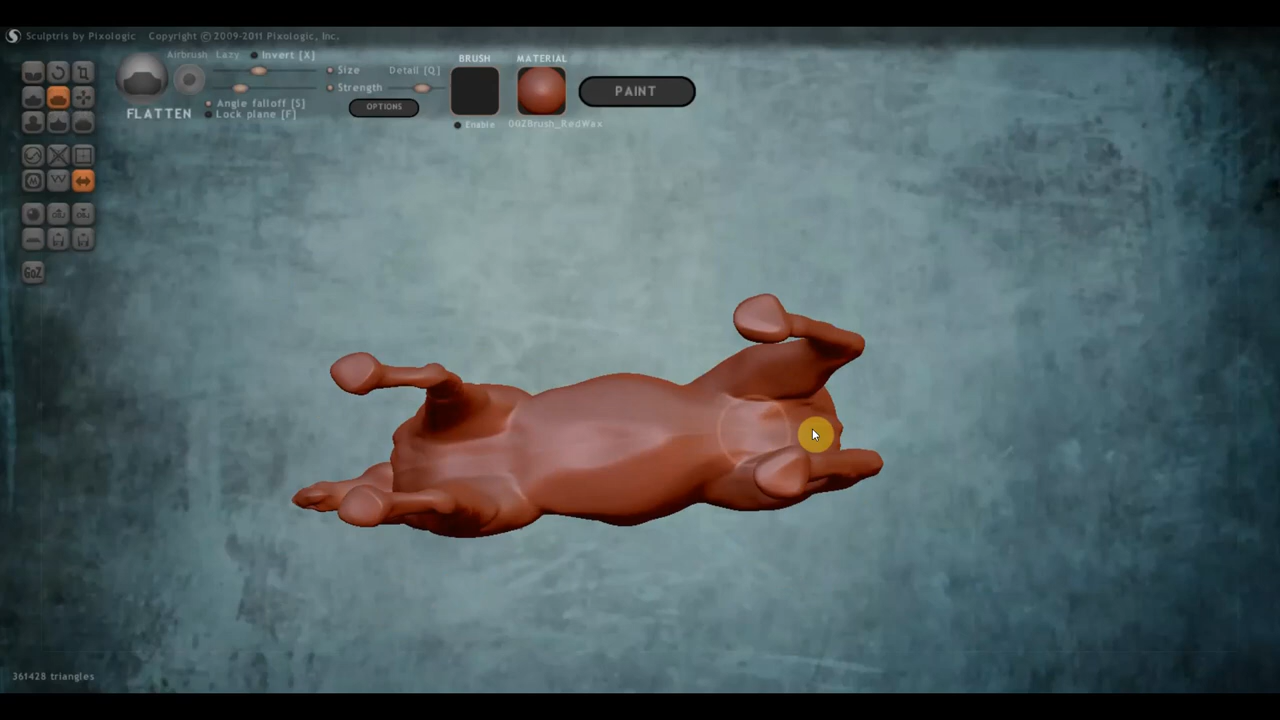 Sculptris by Pixologic Copyright ©2009-2011 Pixologic, Inc.
Airbrush Lazy Invert [X]
Size Detail [Q]
Strength
Angle falloff [S]
Lock plane [F]
FLATTEN
OPTIONS
BRUSH
Enable
MATERIAL
00ZBrush_RedWax
PAINT
GoZ
361428 triangles